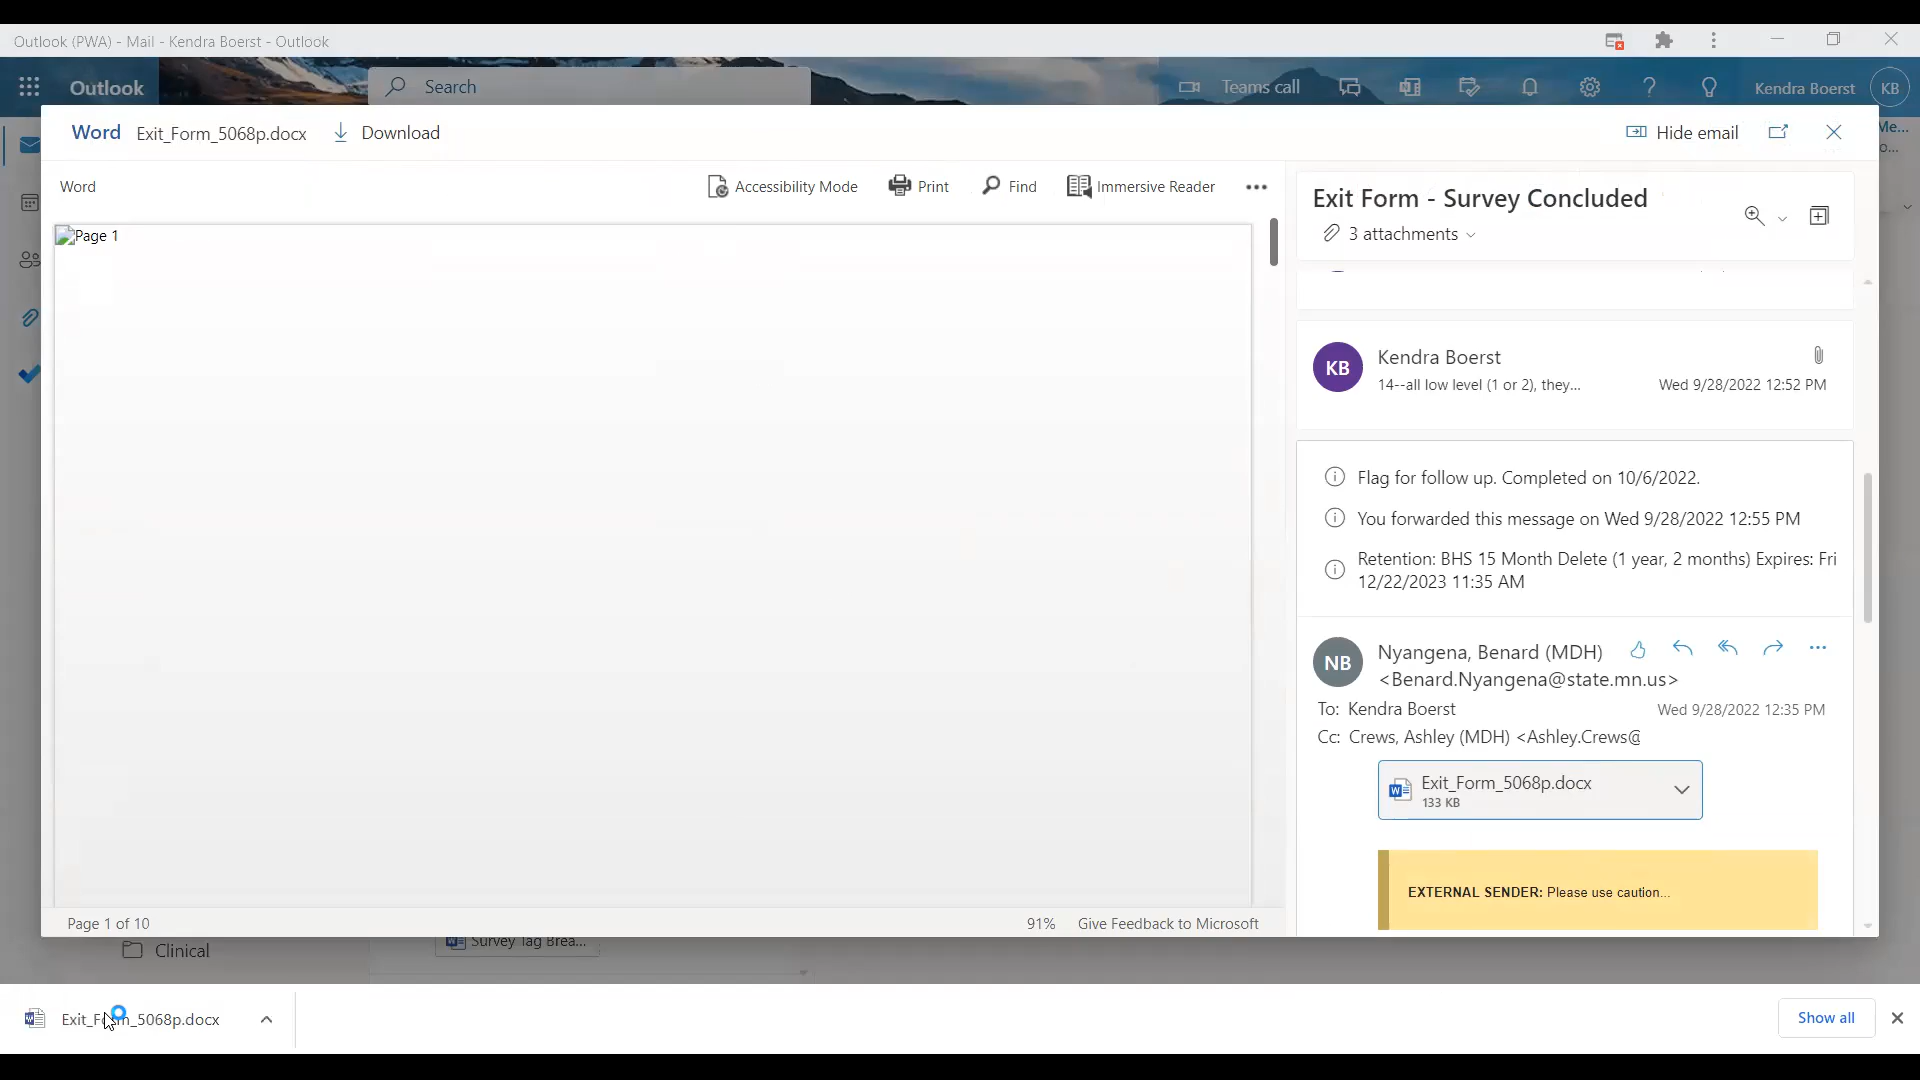 Outlook (PWA) - Mail - Kendra Boerst - Outlook
Outlook
Search
Teams call
Kendra Boerst
KB
Word
Exit_Form_5068p.docx
Download
Hide email
Me...
o...
Word
Accessibility Mode
Print
Find
Immersive Reader
Page 1
Exit Form - Survey Concluded
3 attachments
KB
Kendra Boerst
14--all low level (1 or 2), they...
Wed 9/28/2022 12:52 PM
Flag for follow up. Completed on 10/6/2022.
You forwarded this message on Wed 9/28/2022 12:55 PM
Retention: BHS 15 Month Delete (1 year, 2 months) Expires: Fri
12/22/2023 11:35 AM
NB
Nyangena, Benard (MDH)
<Benard.Nyangena@state.mn.us>
To: Kendra Boerst
Wed 9/28/2022 12:35 PM
Cc: Crews, Ashley (MDH) <Ashley.Crews@
Exit_Form_5068p.docx
133 KB
EXTERNAL SENDER: Please use caution...
Page 1 of 10
91%
Give Feedback to Microsoft
Clinical
Survey Tag Brea...
Exit_Form_5068p.docx
Show all